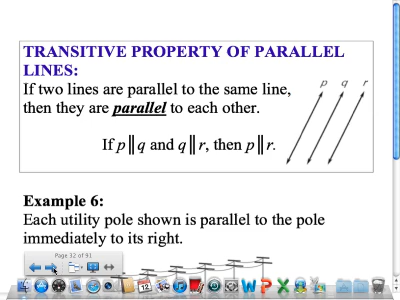 TRANSITIVE PROPERTY OF PARALLEL
LINES:
If two lines are parallel to the same line,
then they are parallel to each other.
p q r
If p ∥ q and q ∥ r, then p ∥ r.
Example 6:
Each utility pole shown is parallel to the pole
immediately to its right.
Page 32 of 91
12
W P X